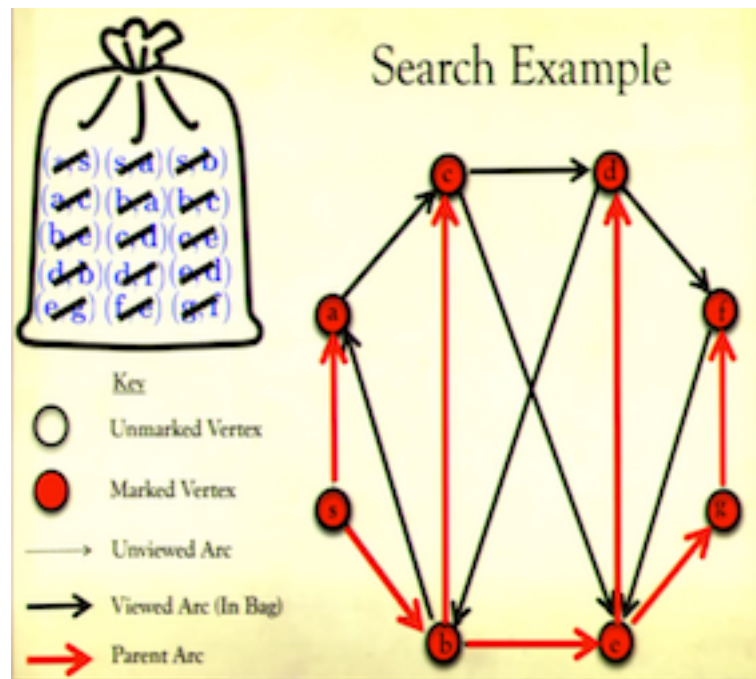 Search Example
(s,a) (s,b)
(a,c) (b,a) (b,c)
(b,e) (c,d) (c,e)
(d,b) (d,f) (e,d)
(e,g) (f,e) (g,f)
Key
Unmarked Vertex
Marked Vertex
Unviewed Arc
Viewed Arc (In Bag)
Parent Arc
c
d
a
f
s
g
b
e